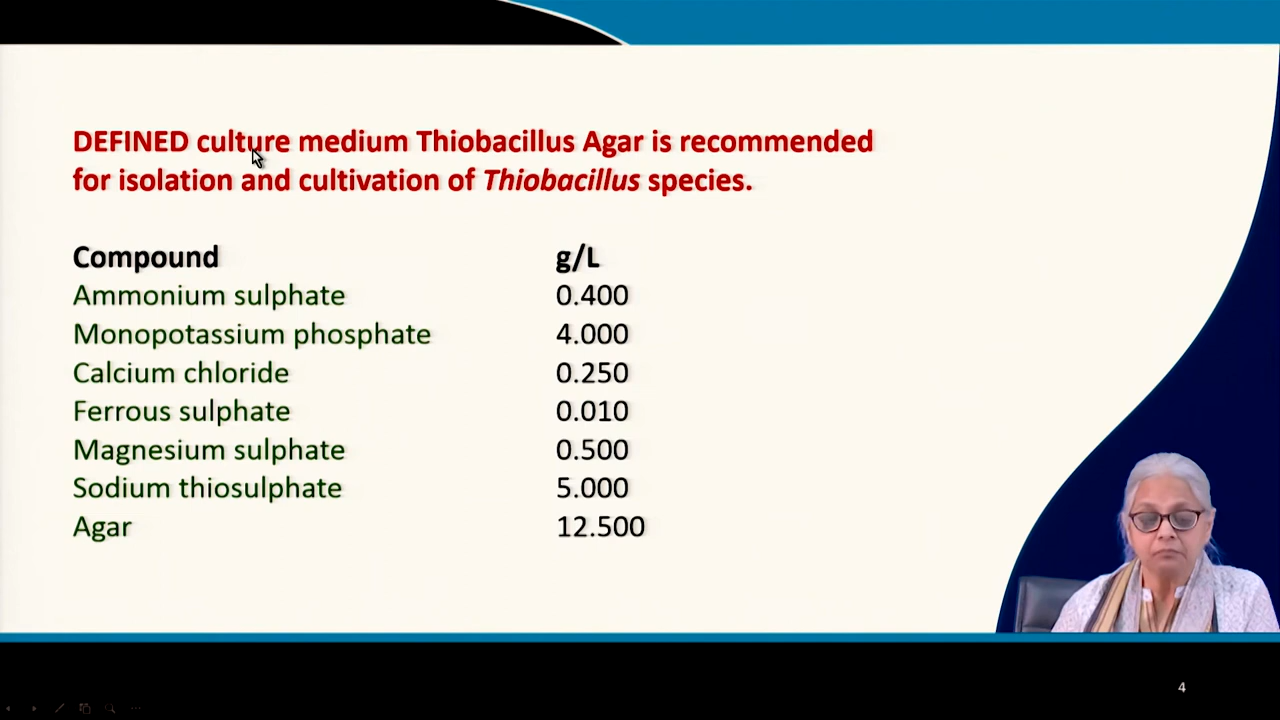 DEFINED culture medium Thiobacillus Agar is recommended
for isolation and cultivation of Thiobacillus species.
Compound g/L
Ammonium sulphate 0.400
Monopotassium phosphate 4.000
Calcium chloride 0.250
Ferrous sulphate 0.010
Magnesium sulphate 0.500
Sodium thiosulphate 5.000
Agar 12.500
4